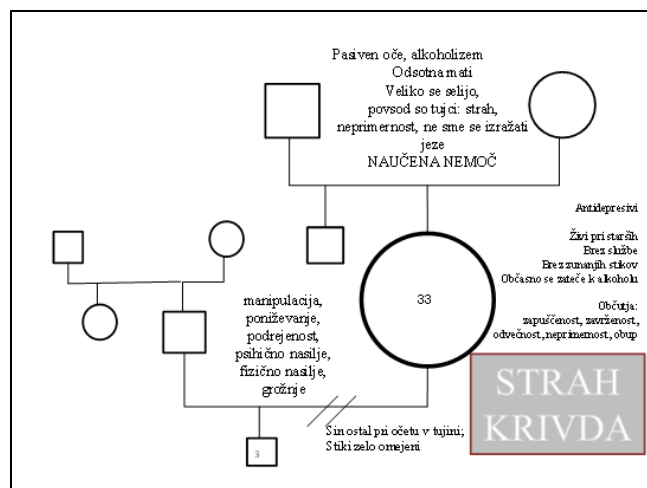 Pasiven oče, alkoholizem
Odsotna mati
Veliko se selijo,
povsod so tujci: strah,
neprimernost, ne sme se izražati
jeze
NAUČENA NEMOČ
Antidepresivi
Živi pri starših
Brez službe
Brez zunanjih stikov
Občasno se zateče k alkoholu
Občutja:
zapuščenost, zavrženost,
odvečnost, neprimernost, obup
33
manipulacija,
poniževanje,
podrejenost,
psihično nasilje,
fizično nasilje,
grožnje
STRAH
KRIVDA
Sin ostal pri očetu v tujini;
Stiki zelo omejeni
3